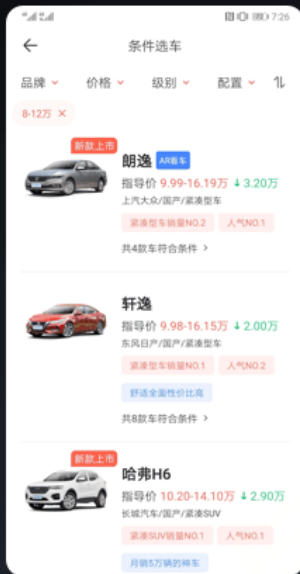 7:26
条件选车
品牌 价格 级别 配置
8-12万 ×
新款上市
朗逸 AR看车
指导价 9.99-16.19万 ↓3.20万
上汽大众/国产/紧凑型车
紧凑型车销量NO.2 人气NO.1
共4款车符合条件 >
轩逸
指导价 9.98-16.15万 ↓2.00万
东风日产/国产/紧凑型车
紧凑型车销量NO.1 人气NO.2
舒适全面性价比高
共8款车符合条件 >
新款上市
哈弗H6
指导价 10.20-14.10万 ↓2.90万
长城汽车/国产/紧凑SUV
紧凑SUV销量NO.1 人气NO.1
月销5万辆的神车